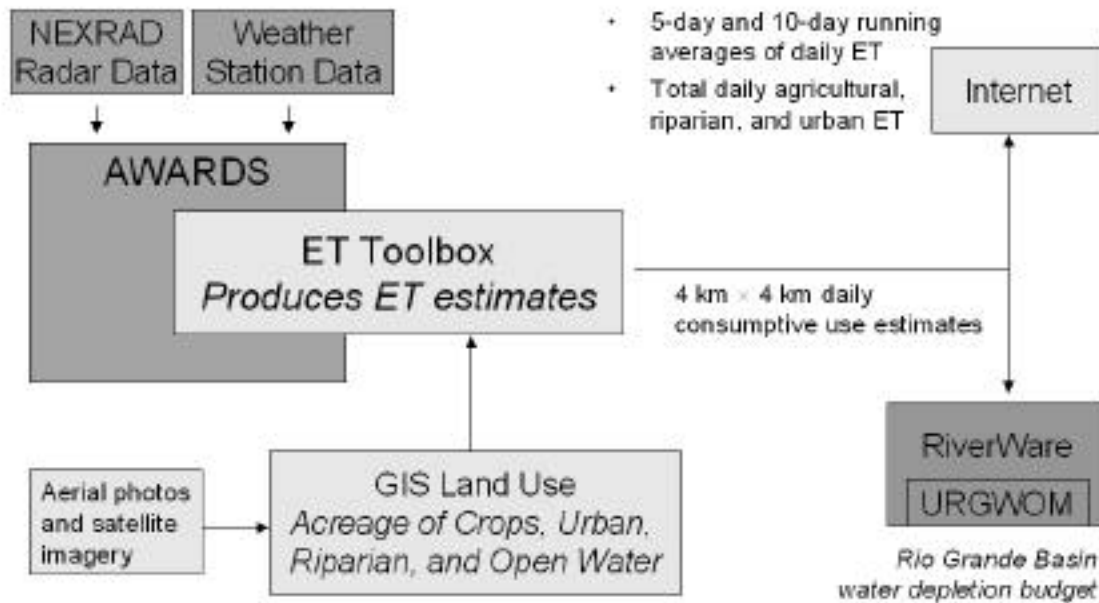 NEXRAD
Radar Data
Weather
Station Data
• 5-day and 10-day running
averages of daily ET
• Total daily agricultural,
riparian, and urban ET
Internet
AWARDS
ET Toolbox
Produces ET estimates
4 km × 4 km daily
consumptive use estimates
Aerial photos
and satellite
imagery
GIS Land Use
Acreage of Crops, Urban,
Riparian, and Open Water
RiverWare
URGWOM
Rio Grande Basin
water depletion budget